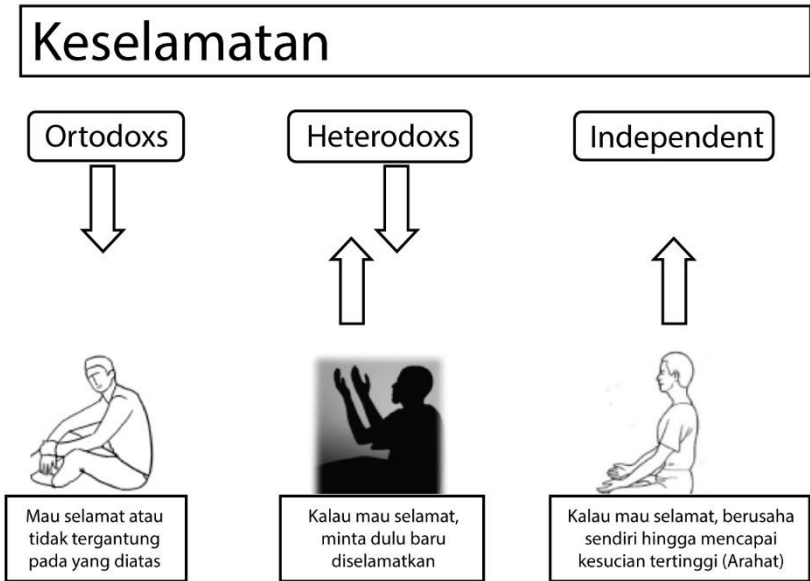 Keselamatan
Ortodoxs
Heterodoxs
Independent
Mau selamat atau
tidak tergantung
pada yang diatas
Kalau mau selamat,
minta dulu baru
diselamatkan
Kalau mau selamat, berusaha
sendiri hingga mencapai
kesucian tertinggi (Arahat)